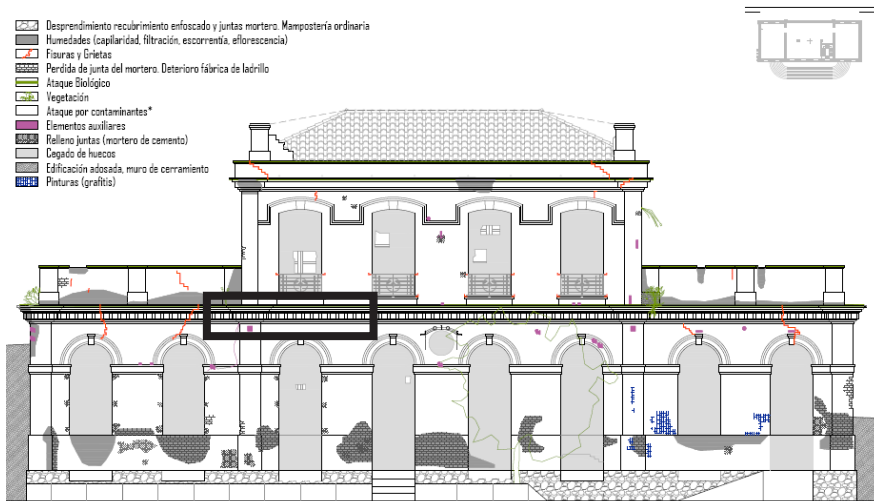 Desprendimiento recubrimiento enfoscado y juntas mortero. Mampostería ordinaria
Humedades (capilaridad, filtración, escorrentía, eflorescencia)
Fisuras y Grietas
Perdida de junta del mortero. Deterioro fábrica de ladrillo
Ataque Biológico
Vegetación
Ataque por contaminantes*
Elementos auxiliares
Relleno juntas (mortero de cemento)
Cegado de huecos
Edificación adosada, muro de cerramiento
Pinturas (grafitis)